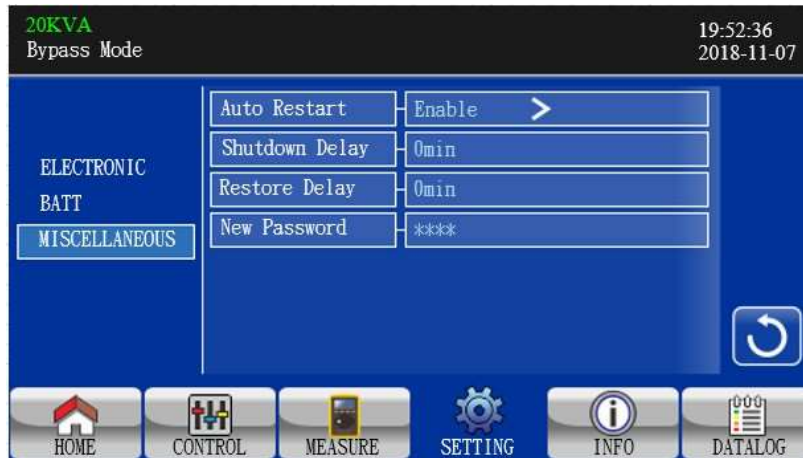 20KVA
Bypass Mode
19:52:36
2018-11-07
ELECTRONIC
BATT
MISCELLANEOUS
Auto Restart Enable >
Shutdown Delay 0min
Restore Delay 0min
New Password ****
HOME CONTROL MEASURE SETTING INFO DATALOG